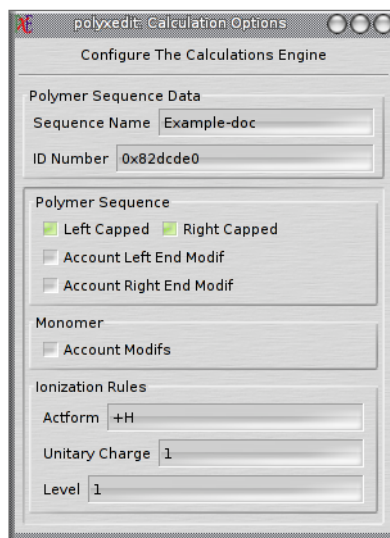 polyxedit: Calculation Options
Configure The Calculations Engine
Polymer Sequence Data
Sequence Name Example-doc
ID Number 0x82dcde0
Polymer Sequence
Left Capped Right Capped
Account Left End Modif
Account Right End Modif
Monomer
Account Modifs
Ionization Rules
Actform +H
Unitary Charge 1
Level 1